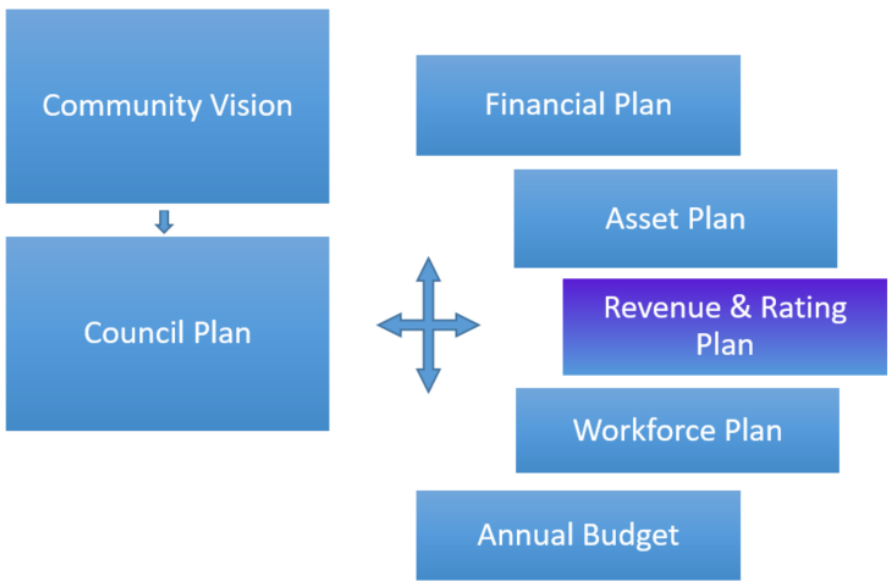 Community Vision
Council Plan
Financial Plan
Asset Plan
Revenue & Rating
Plan
Workforce Plan
Annual Budget